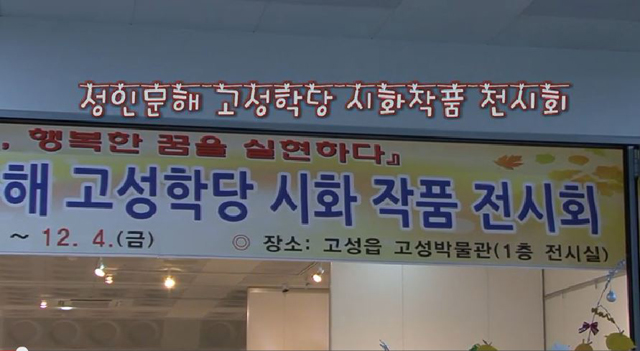 성인문해 고성학당 시화작품 전시회
, 행복한 꿈을 실현하다』
해 고성학당 시화 작품 전시회
~ 12. 4.(금) ◎ 장소: 고성읍 고성박물관(1층 전시실)